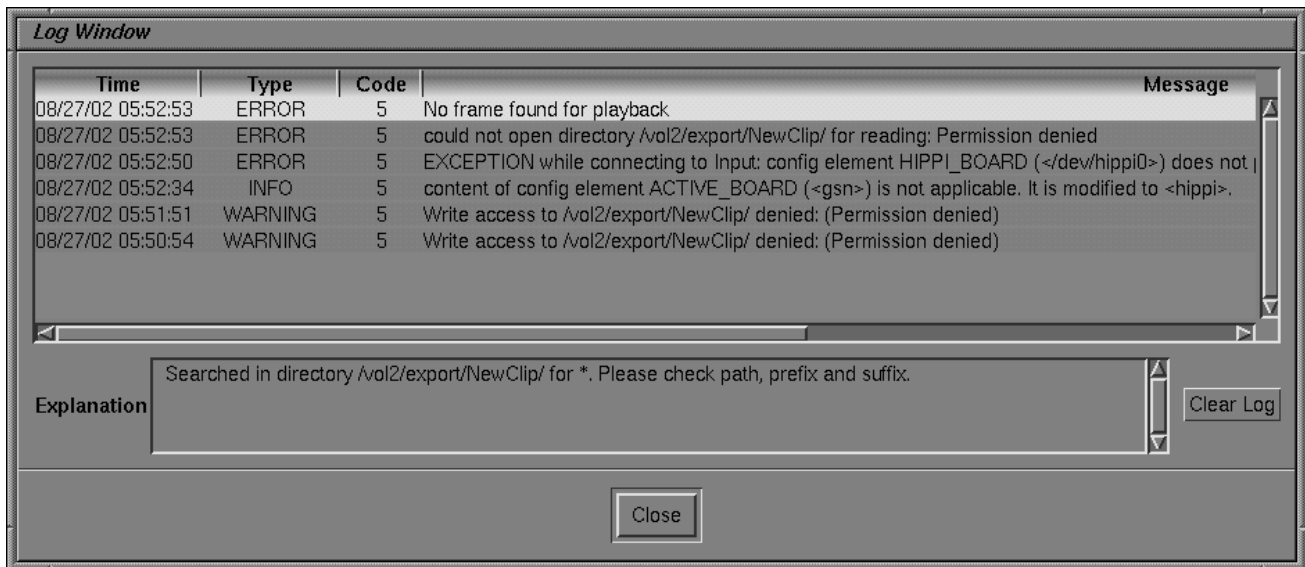 Log Window
Time Type Code Message
08/27/02 05:52:53 ERROR 5 No frame found for playback
08/27/02 05:52:53 ERROR 5 could not open directory /vol2/export/NewClip/ for reading: Permission denied
08/27/02 05:52:50 ERROR 5 EXCEPTION while connecting to Input: config element HIPPI_BOARD (</dev/hippi0>) does not
08/27/02 05:52:34 INFO 5 content of config element ACTIVE_BOARD (<gsn>) is not applicable. It is modified to <hippi>.
08/27/02 05:51:51 WARNING 5 Write access to /vol2/export/NewClip/ denied: (Permission denied)
08/27/02 05:50:54 WARNING 5 Write access to /vol2/export/NewClip/ denied: (Permission denied)
Searched in directory /vol2/export/NewClip/ for *. Please check path, prefix and suffix.
Explanation
Clear Log
Close